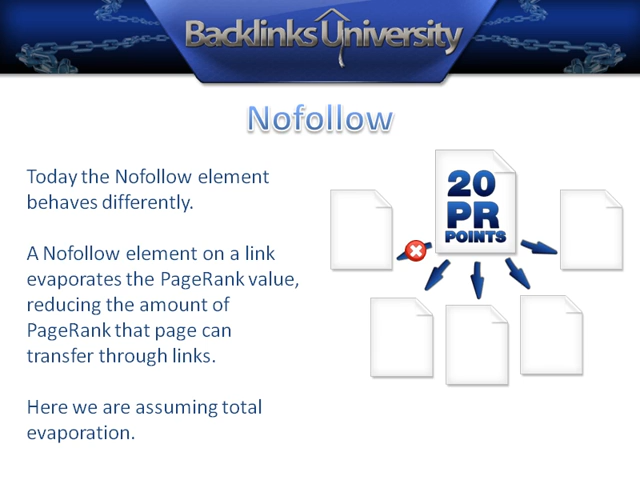 Backlinks University
Nofollow
Today the Nofollow element
behaves differently.
A Nofollow element on a link
evaporates the PageRank value,
reducing the amount of
PageRank that page can
transfer through links.
Here we are assuming total
evaporation.
20
PR
POINTS